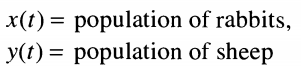 x(t) = population of rabbits,
y(t) = population of sheep